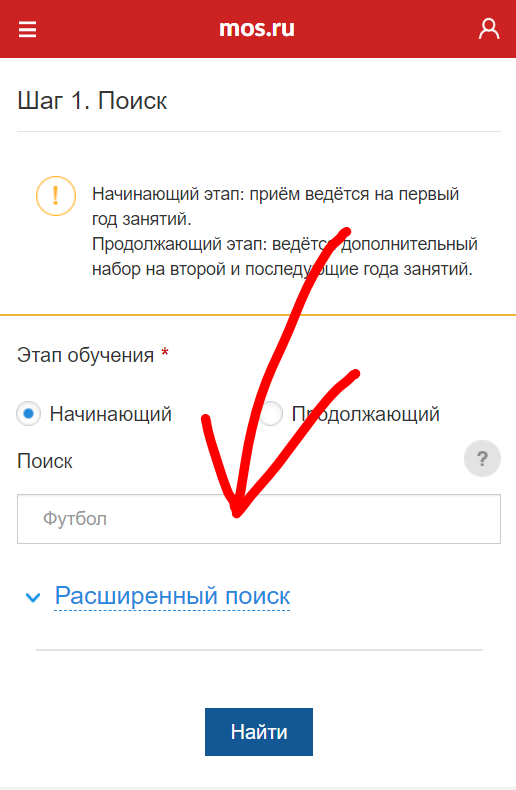 mos.ru
Шаг 1. Поиск
!
Начинающий этап: приём ведётся на первый
год занятий.
Продолжающий этап: ведётся дополнительный
набор на второй и последующие года занятий.
Этап обучения *
Начинающий
Продолжающий
Поиск
?
Футбол
Расширенный поиск
Найти